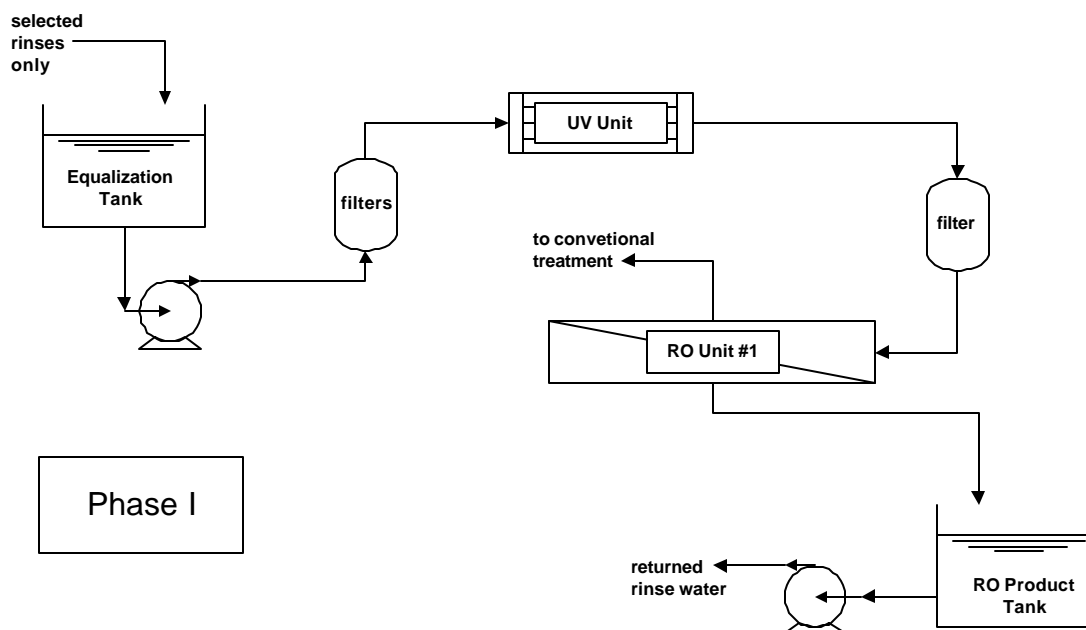 selected
rinses
only
Equalization
Tank
filters
UV Unit
filter
to convetional
treatment
RO Unit #1
Phase I
returned
rinse water
RO Product
Tank